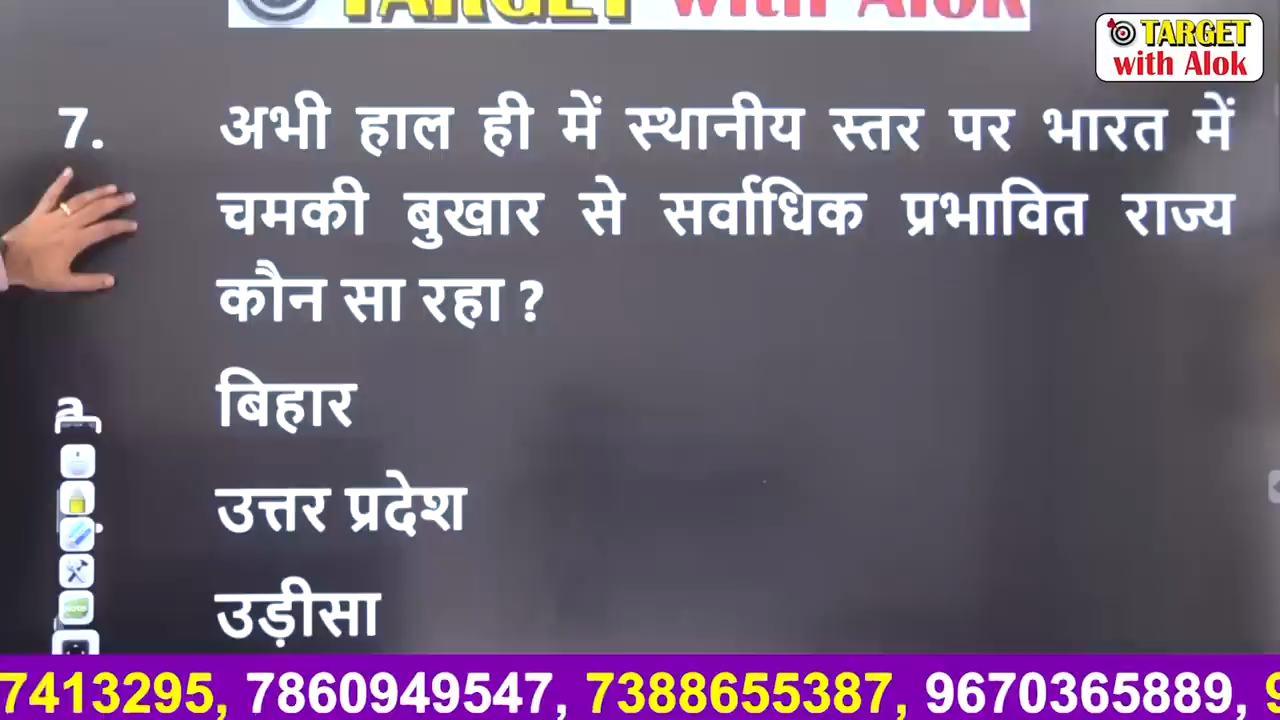 TARGET with Alok
TARGET
with Alok
7. अभी हाल ही में स्थानीय स्तर पर भारत में
चमकी बुखार से सर्वाधिक प्रभावित राज्य
कौन सा रहा ?
a. बिहार
उत्तर प्रदेश
उड़ीसा
7413295, 7860949547, 7388655387, 9670365889, 9